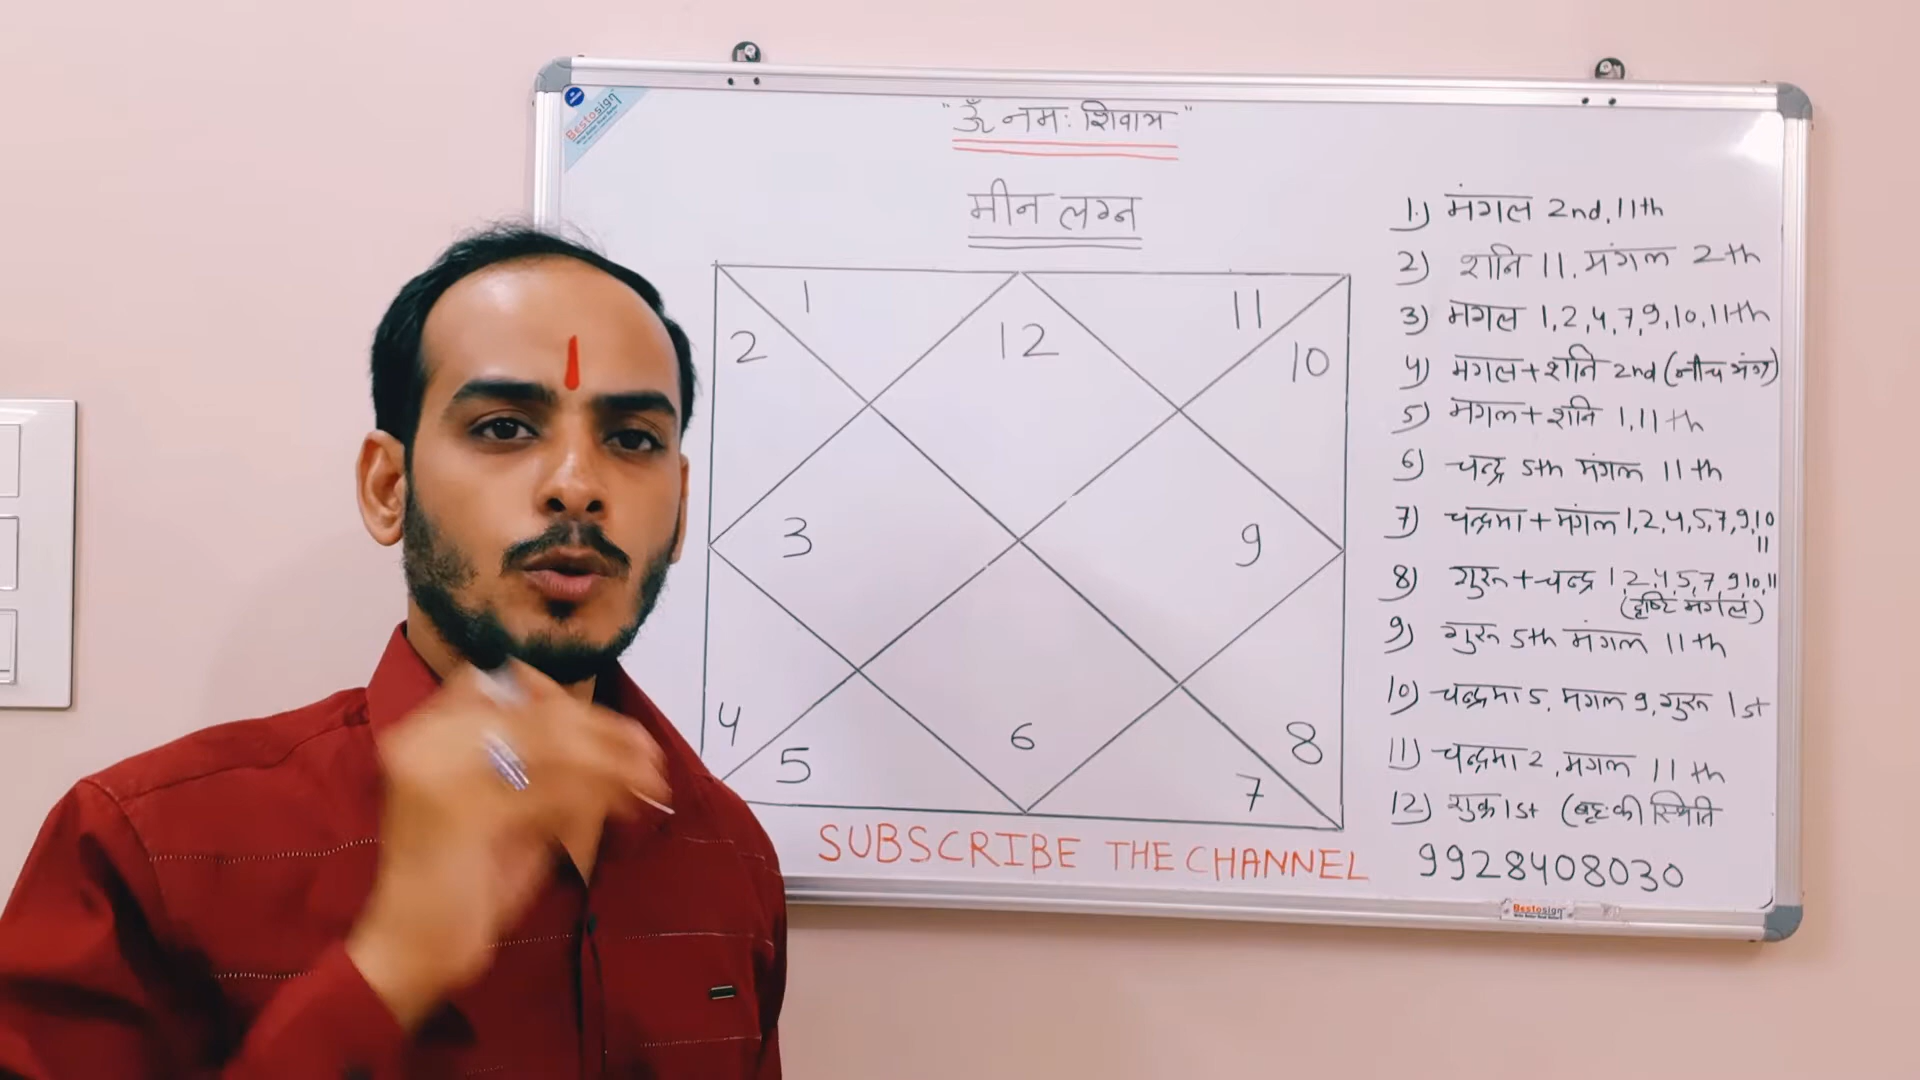 Bestosign
"ॐ नमः शिवाय"
मीन लग्न
1
2
12
11
10
3
9
4
5
6
7
8
1.) मंगल 2nd, 11th
2) शनि 11, मंगल 2th
3) मंगल 1,2,4,7,9,10,11th
4) मंगल+शनि 2nd (नीच भंग)
5) मंगल+शनि 1,11th
6) चन्द्र 5th मंगल 11th
7) चन्द्रमा+मंगल 1,2,4,5,7,9,10
11
8) गुरु+चन्द्र 1,2,4,5,7,9,10,11
(दृष्टि मंगल)
9) गुरु 5th मंगल 11th
10) चन्द्रमा 5, मंगल 9, गुरु 1st
11) चन्द्रमा 2, मंगल 11th
12) शुक्र 1st (बृह. की स्थिति
SUBSCRIBE THE CHANNEL
9928408030
Bestosign